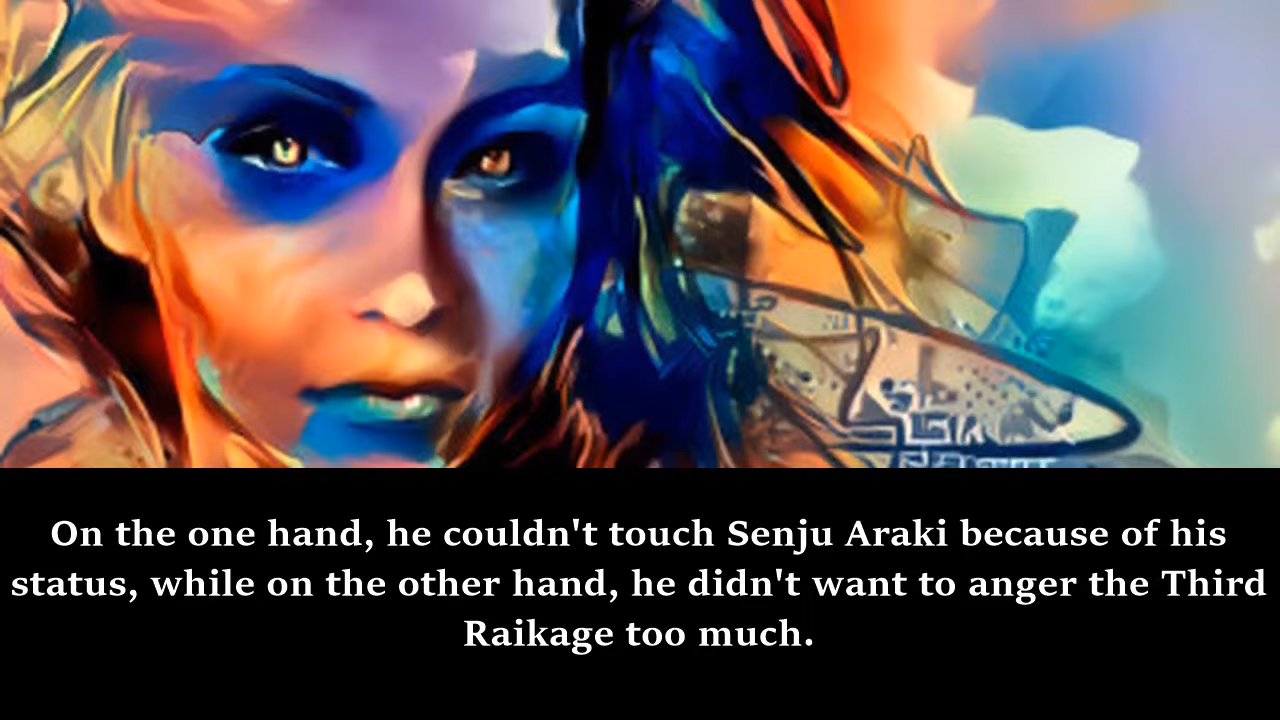 On the one hand, he couldn't touch Senju Araki because of his
status, while on the other hand, he didn't want to anger the Third
Raikage too much.